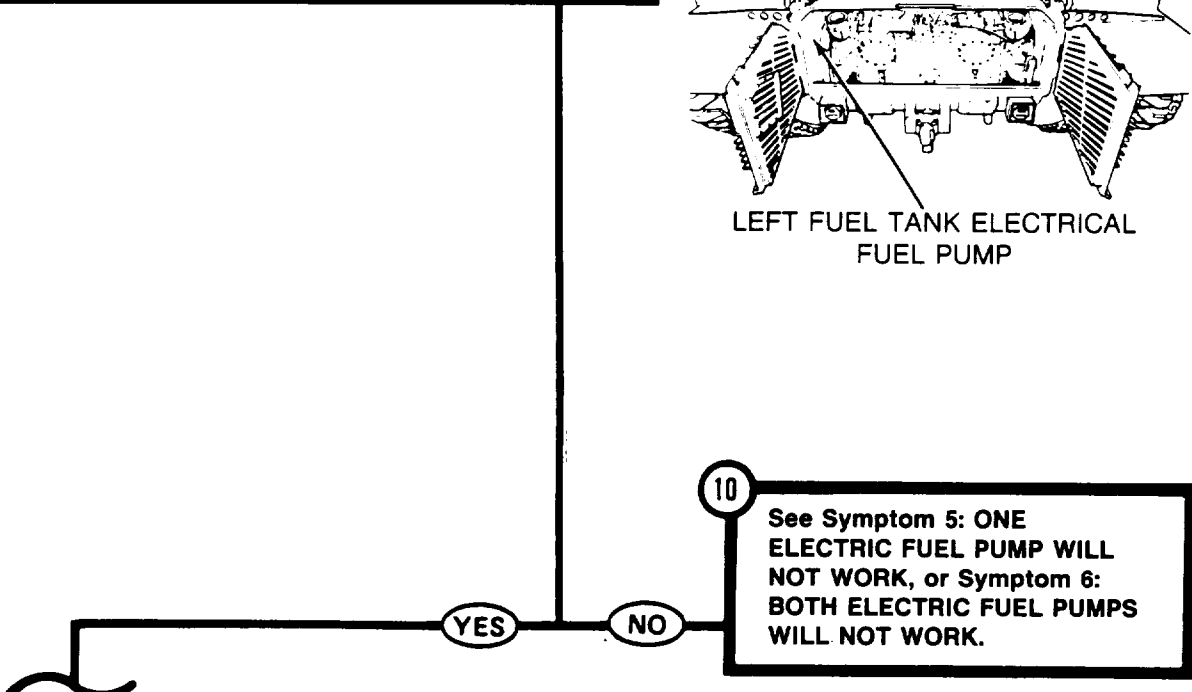 LEFT FUEL TANK ELECTRICAL
FUEL PUMP
10
See Symptom 5: ONE
ELECTRIC FUEL PUMP WILL
NOT WORK, or Symptom 6:
BOTH ELECTRIC FUEL PUMPS
WILL NOT WORK.
YES
NO